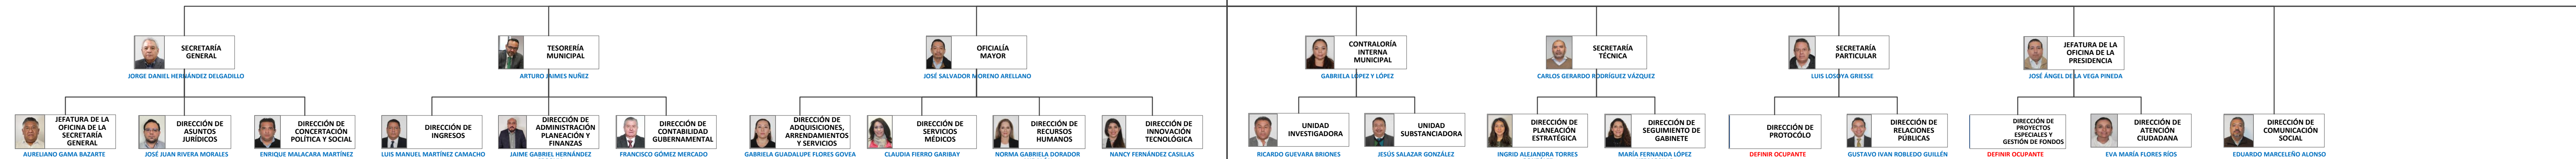 SECRETARÍA
GENERAL
JORGE DANIEL HERNÁNDEZ DELGADILLO
TESORERÍA
MUNICIPAL
ARTURO JAIMES NUÑEZ
OFICIALÍA
MAYOR
JOSÉ SALVADOR MORENO ARELLANO
CONTRALORÍA
INTERNA
MUNICIPAL
GABRIELA LÓPEZ Y LÓPEZ
SECRETARÍA
TÉCNICA
CARLOS GERARDO RODRÍGUEZ VÁZQUEZ
SECRETARÍA
PARTICULAR
LUIS LOSOYA GRIESSE
JEFATURA DE LA
OFICINA DE LA
PRESIDENCIA
JOSÉ ÁNGEL DE LA VEGA PINEDA
JEFATURA DE LA
OFICINA DE LA
SECRETARÍA
GENERAL
AURELIANO GAMA BAZARTE
DIRECCIÓN DE
ASUNTOS
JURÍDICOS
JOSÉ JUAN RIVERA MORALES
DIRECCIÓN DE
CONCERTACIÓN
POLÍTICA Y SOCIAL
ENRIQUE MALACARA MARTÍNEZ
DIRECCIÓN DE
INGRESOS
LUIS MANUEL MARTÍNEZ CAMACHO
DIRECCIÓN DE
ADMINISTRACIÓN
PLANEACIÓN Y
FINANZAS
JAIME GABRIEL HERNÁNDEZ
DIRECCIÓN DE
CONTABILIDAD
GUBERNAMENTAL
FRANCISCO GÓMEZ MERCADO
DIRECCIÓN DE
ADQUISICIONES,
ARRENDAMIENTOS
Y SERVICIOS
GABRIELA GUADALUPE FLORES GOVEA
DIRECCIÓN DE
SERVICIOS
MÉDICOS
CLAUDIA FIERRO GARIBAY
DIRECCIÓN DE
RECURSOS
HUMANOS
NORMA GABRIELA DORADOR
DIRECCIÓN DE
INNOVACIÓN
TECNOLÓGICA
NANCY FERNÁNDEZ CASILLAS
UNIDAD
INVESTIGADORA
RICARDO GUEVARA BRIONES
UNIDAD
SUBSTANCIADORA
JESÚS SALAZAR GONZÁLEZ
DIRECCIÓN DE
PLANEACIÓN
ESTRATÉGICA
INGRID ALEJANDRA TORRES
DIRECCIÓN DE
SEGUIMIENTO DE
GABINETE
MARÍA FERNANDA LÓPEZ
DIRECCIÓN DE
PROTOCÓLO
DEFINIR OCUPANTE
DIRECCIÓN DE
RELACIONES
PÚBLICAS
GUSTAVO IVAN ROBLEDO GUILLÉN
DIRECCIÓN DE
PROYECTOS
ESPECIALES Y
GESTIÓN DE FONDOS
DEFINIR OCUPANTE
DIRECCIÓN DE
ATENCIÓN
CIUDADANA
EVA MARÍA FLORES RÍOS
DIRECCIÓN DE
COMUNICACIÓN
SOCIAL
EDUARDO MARCELEÑO ALONSO